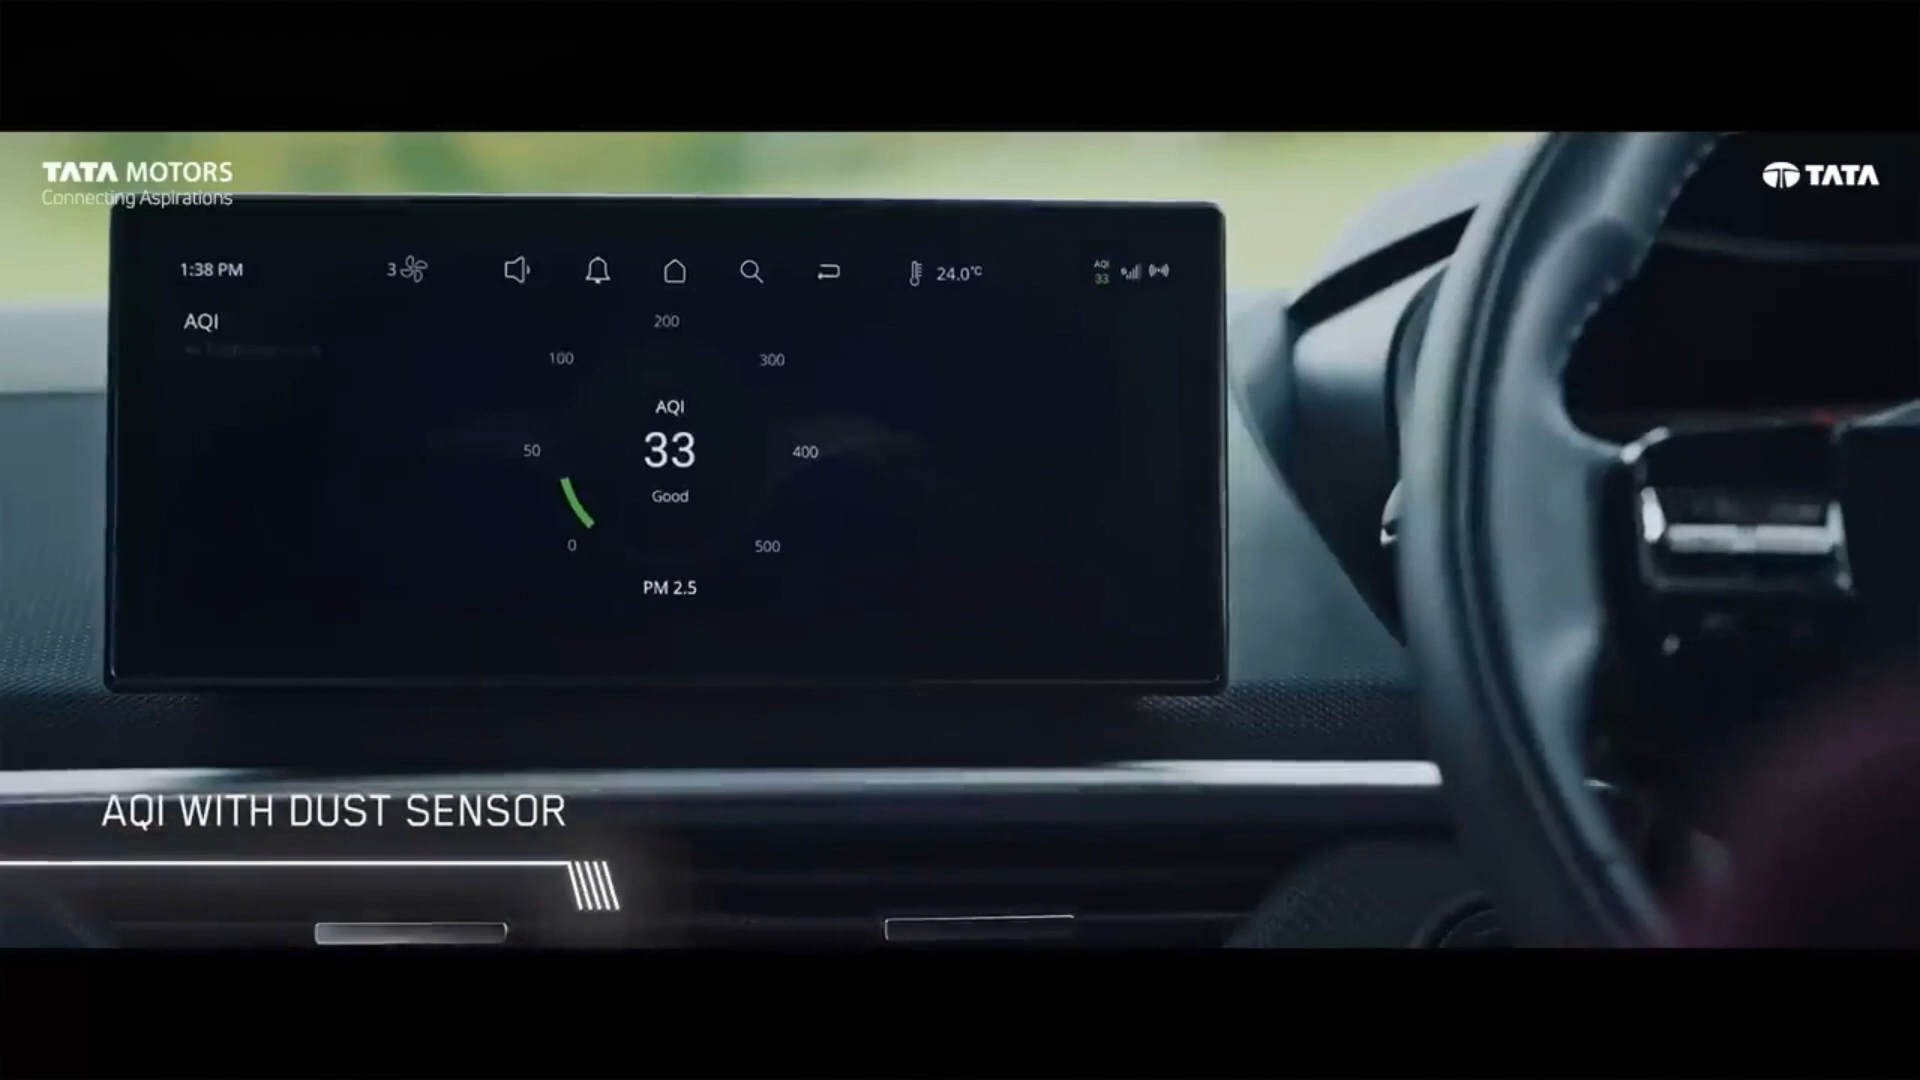 TATA MOTORS
Connecting Aspirations
TATA
1:38 PM
3
24.0°C
AQI
33
AQI
200
100
300
AQI
33
50
400
Good
0
500
PM 2.5
AQI WITH DUST SENSOR